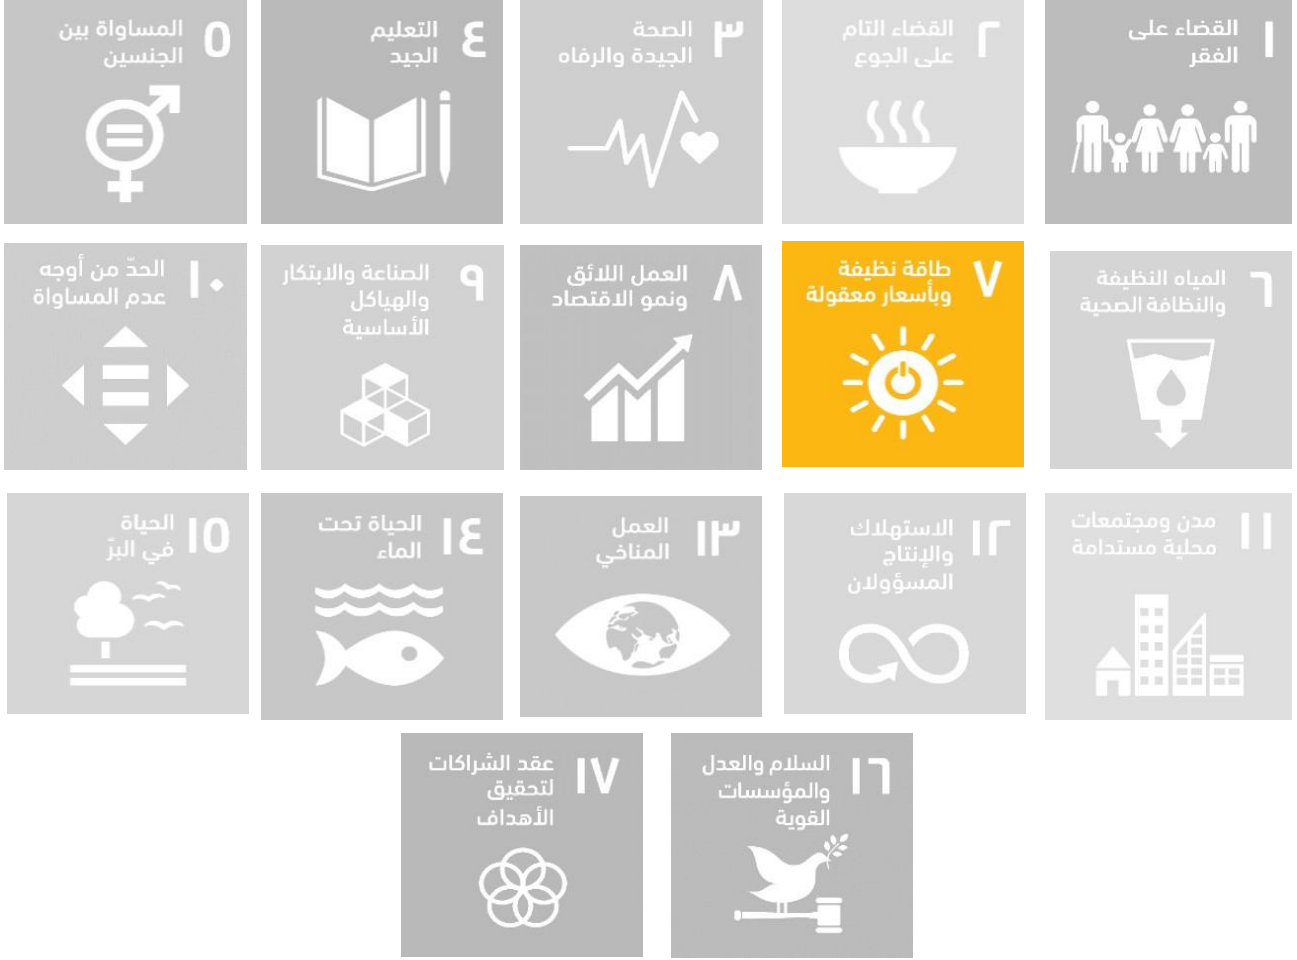 ١
القضاء على
الفقر
٢
القضاء التام
على الجوع
٣
الصحة
الجيدة والرفاه
٤
التعليم
الجيد
٥
المساواة بين
الجنسين
٦
المياه النظيفة
والنظافة الصحية
٧
طاقة نظيفة
وبأسعار معقولة
٨
العمل اللائق
ونمو الاقتصاد
٩
الصناعة والابتكار
والهياكل
الأساسية
١٠
الحدّ من أوجه
عدم المساواة
١١
مدن ومجتمعات
محلية مستدامة
١٢
الاستهلاك
والإنتاج
المسؤولان
١٣
العمل
المناخي
١٤
الحياة تحت
الماء
١٥
الحياة
في البرّ
١٦
السلام والعدل
والمؤسسات
القوية
١٧
عقد الشراكات
لتحقيق
الأهداف